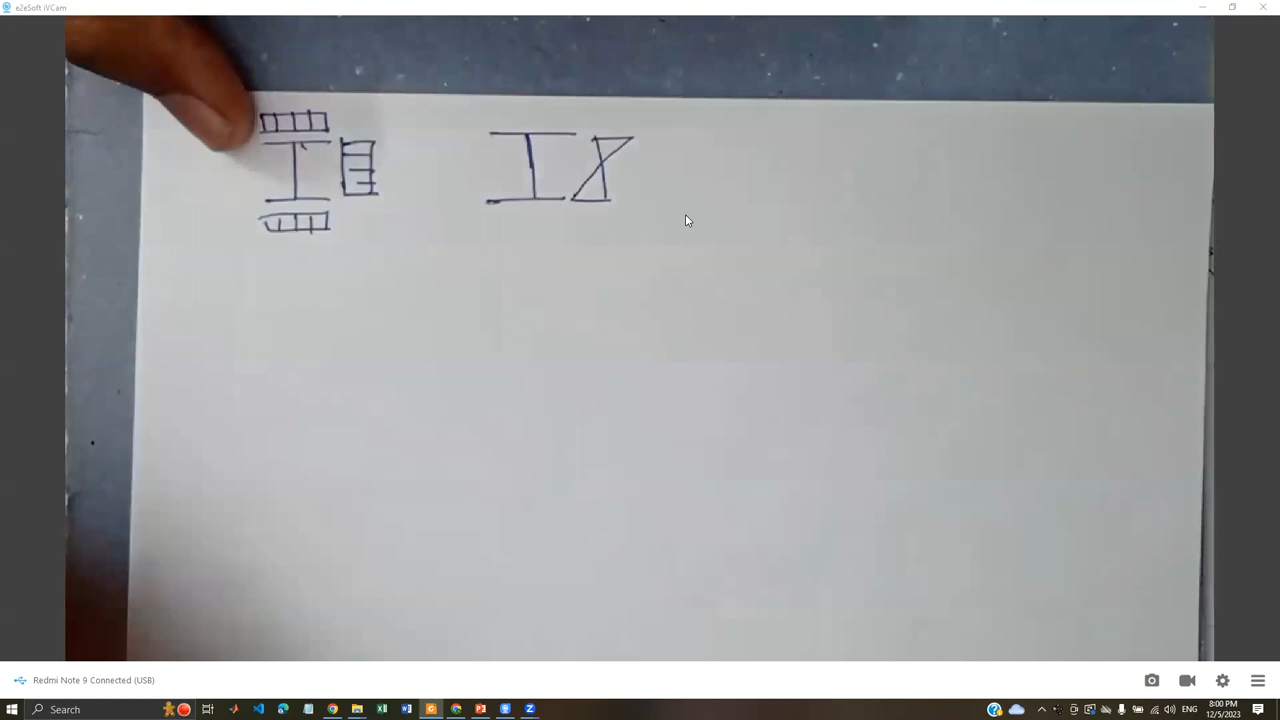 e2eSoft iVCam
Redmi Note 9 Connected (USB)
Search
ENG
8:00 PM
12/5/2023